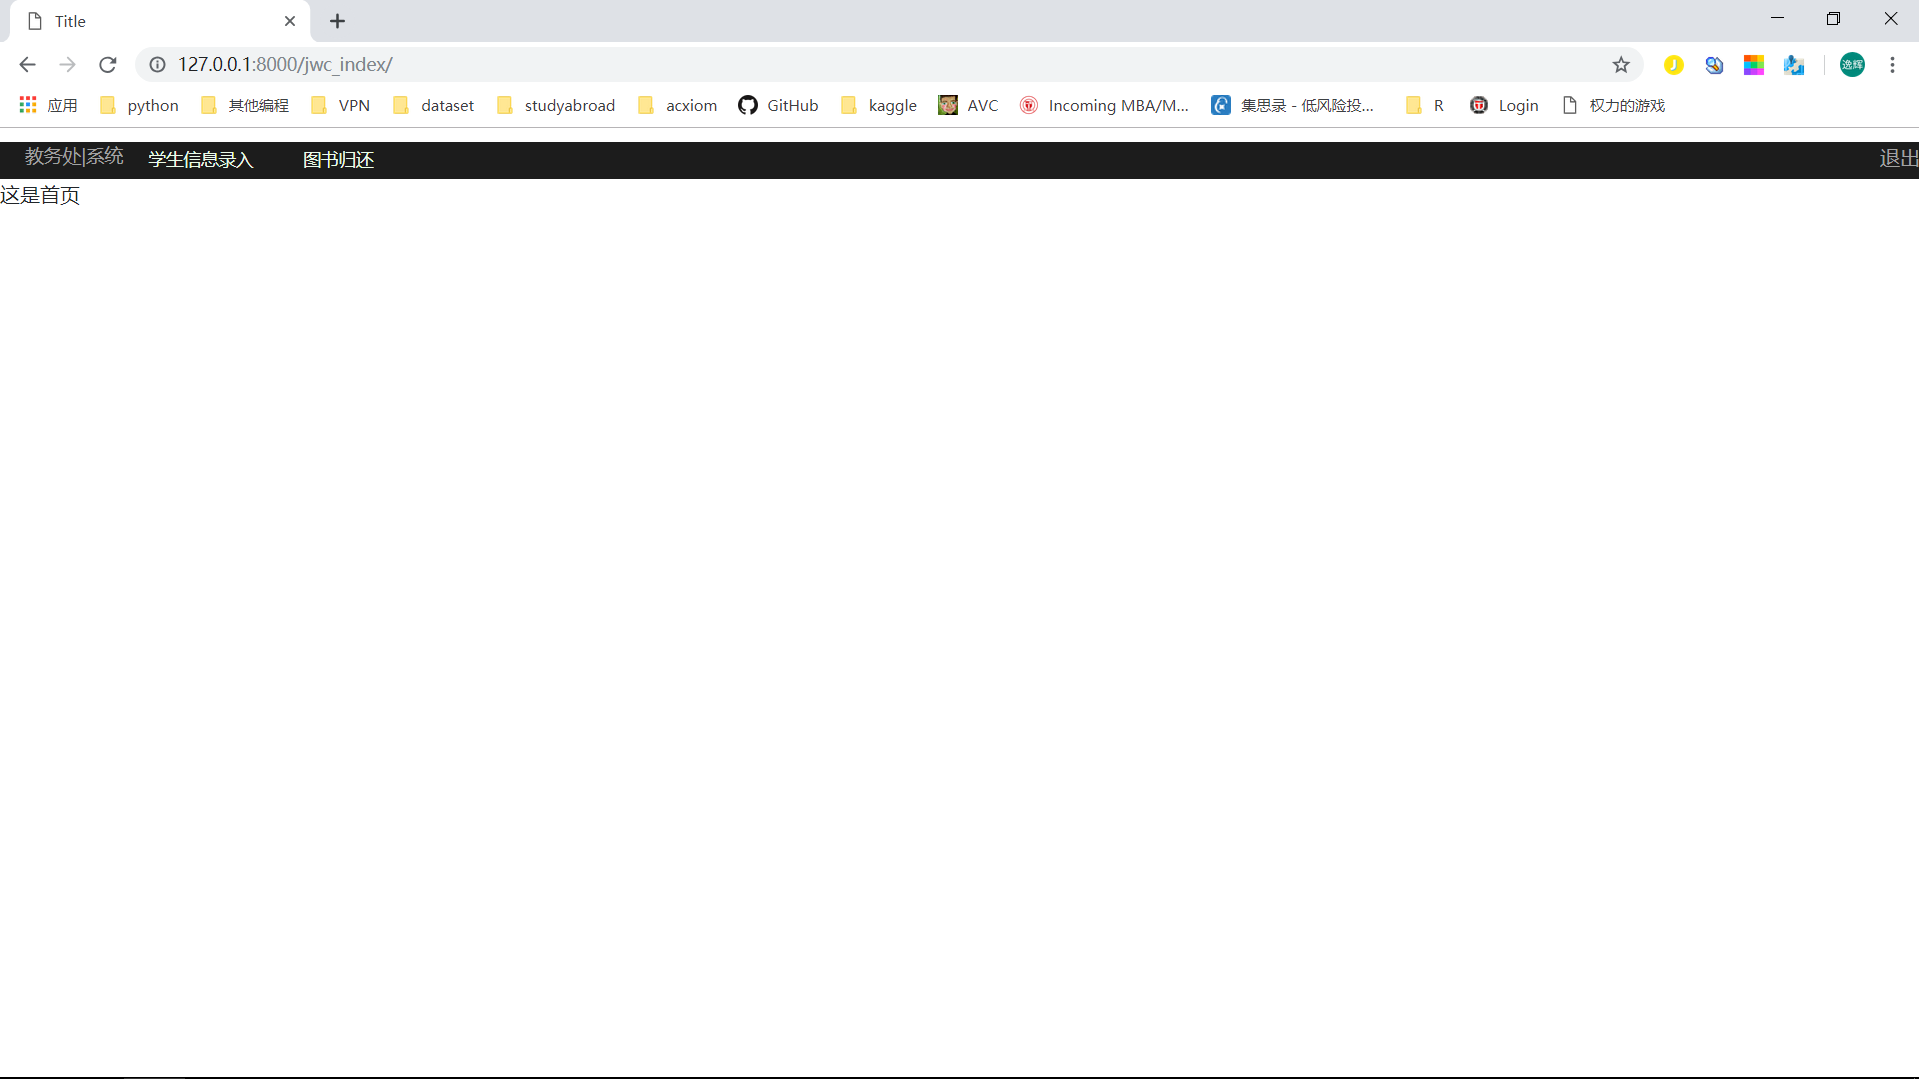 Title
127.0.0.1:8000/jwc_index/
逸辉
应用 python 其他编程 VPN dataset studyabroad acxiom GitHub kaggle AVC Incoming MBA/M... 集思录 - 低风险投... R Login 权力的游戏
教务处|系统 学生信息录入 图书归还 退出
这是首页